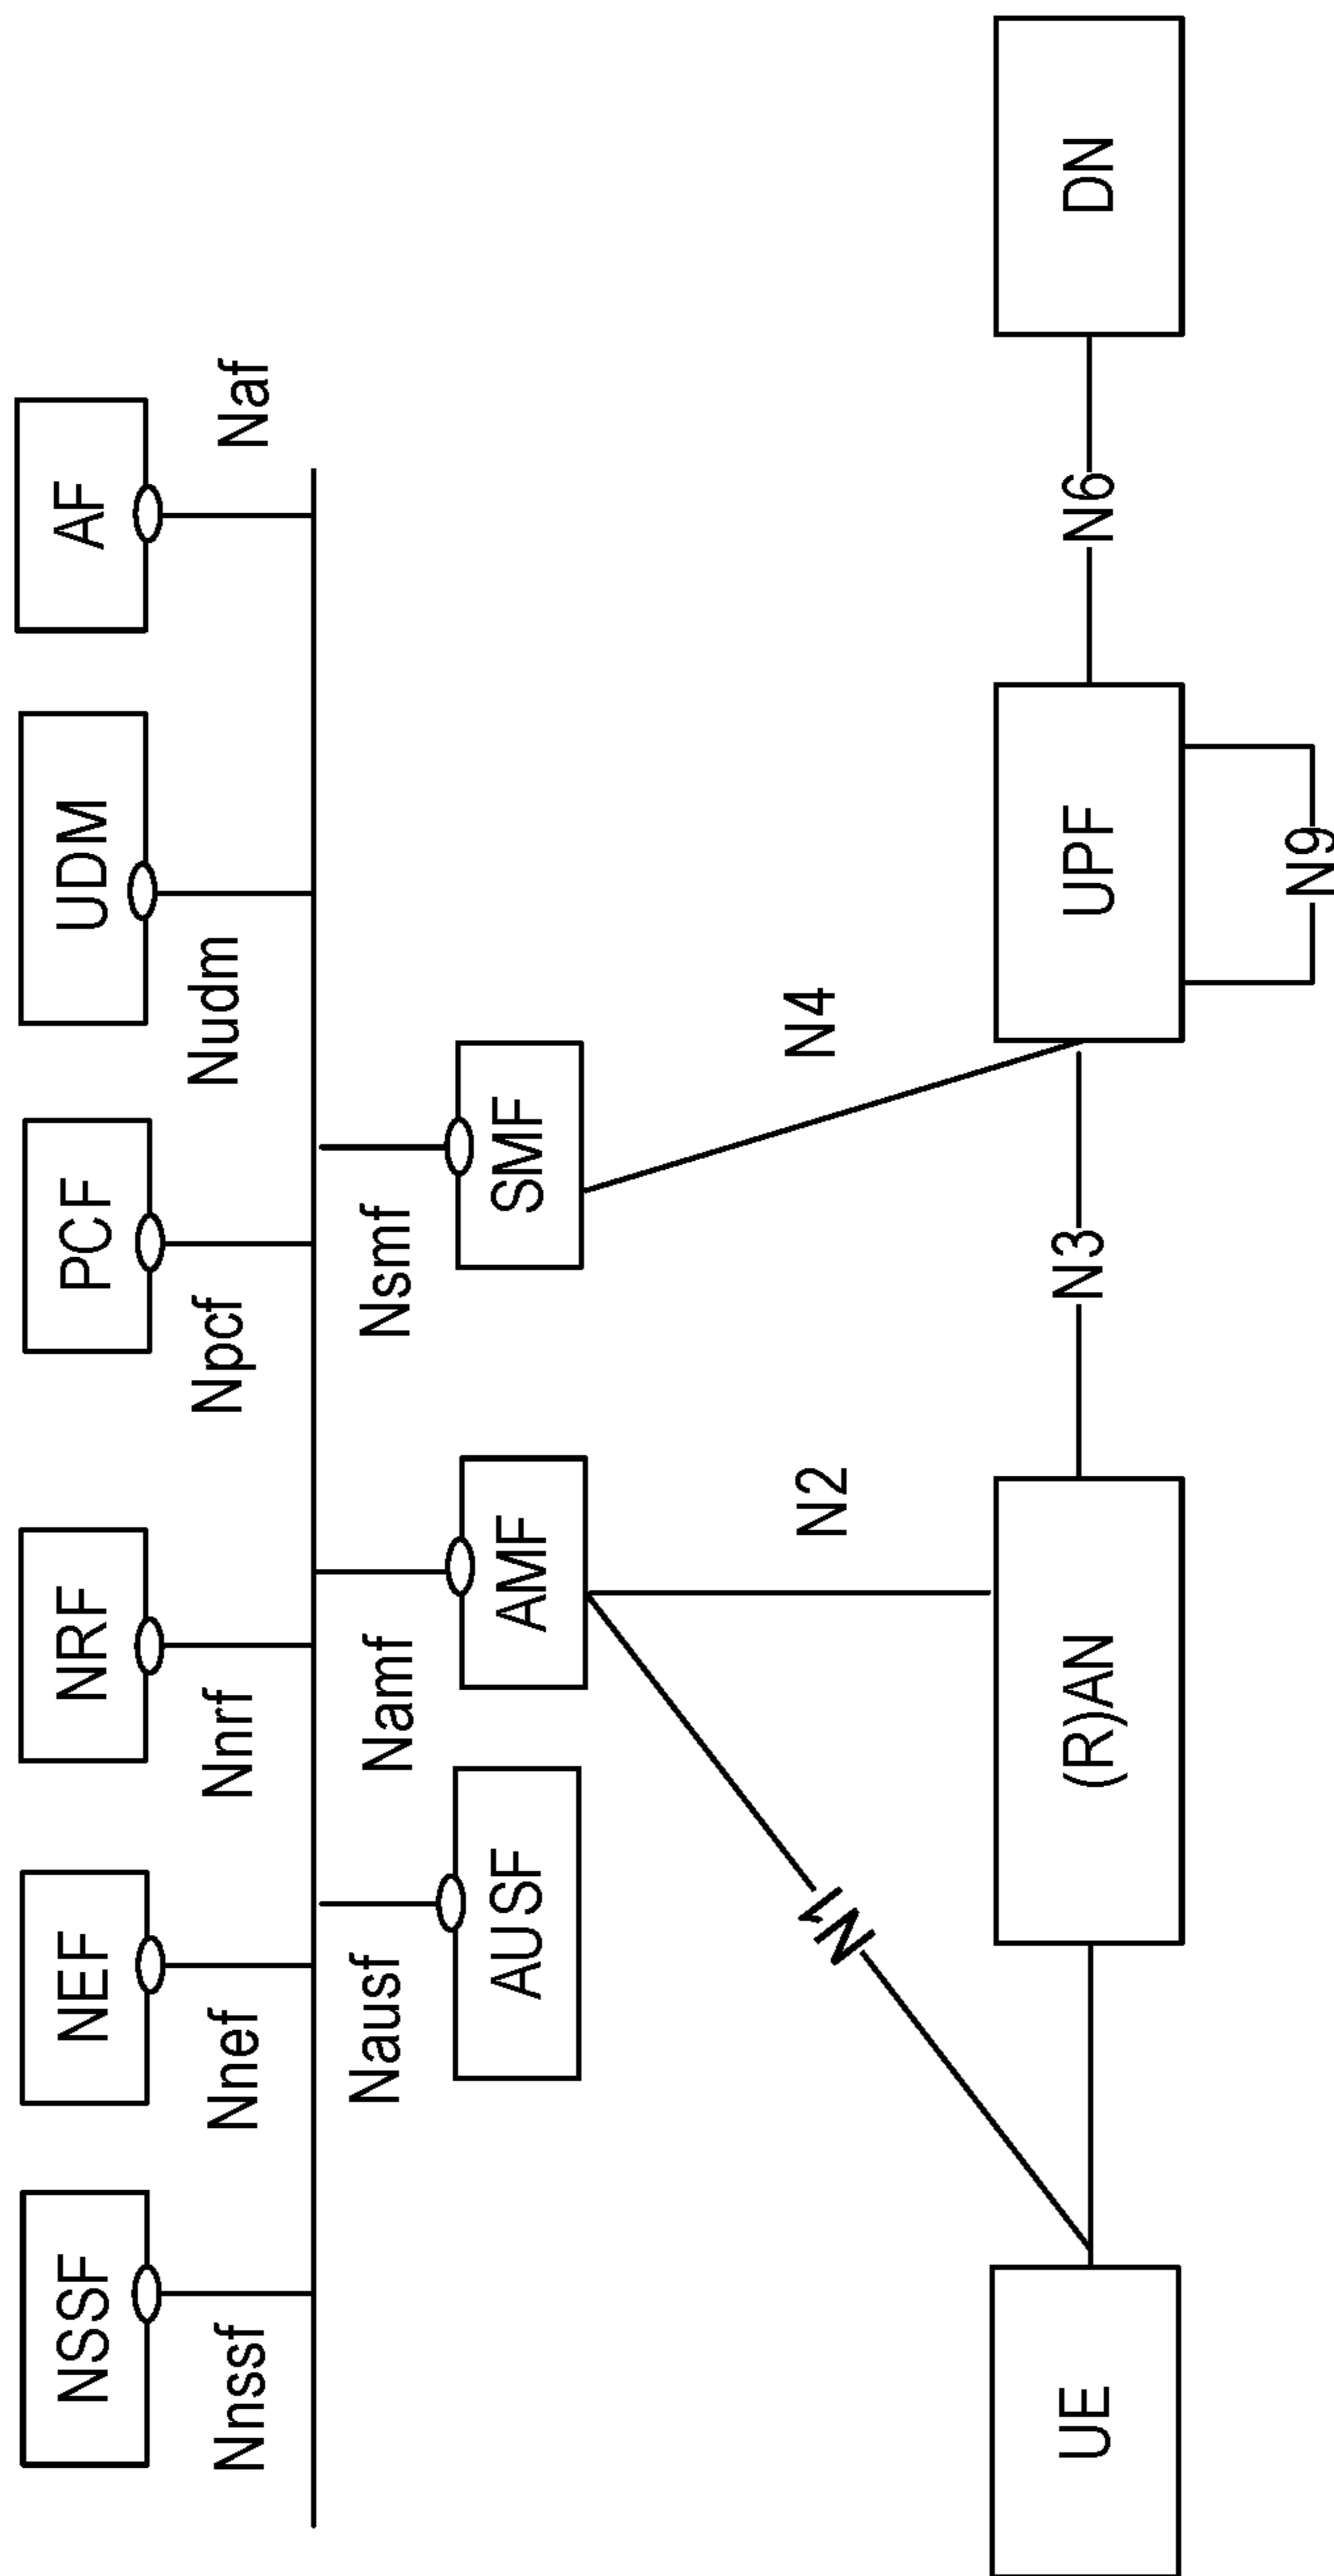 NSSF
NEF
NRF
PCF
UDM
AF
Nnssf
Nnef
Nnrf
Npcf
Nudm
Naf
Nausf
Namf
Nsmf
AUSF
AMF
SMF
N1
N2
N4
UE
(R)AN
N3
UPF
N6
DN
N9